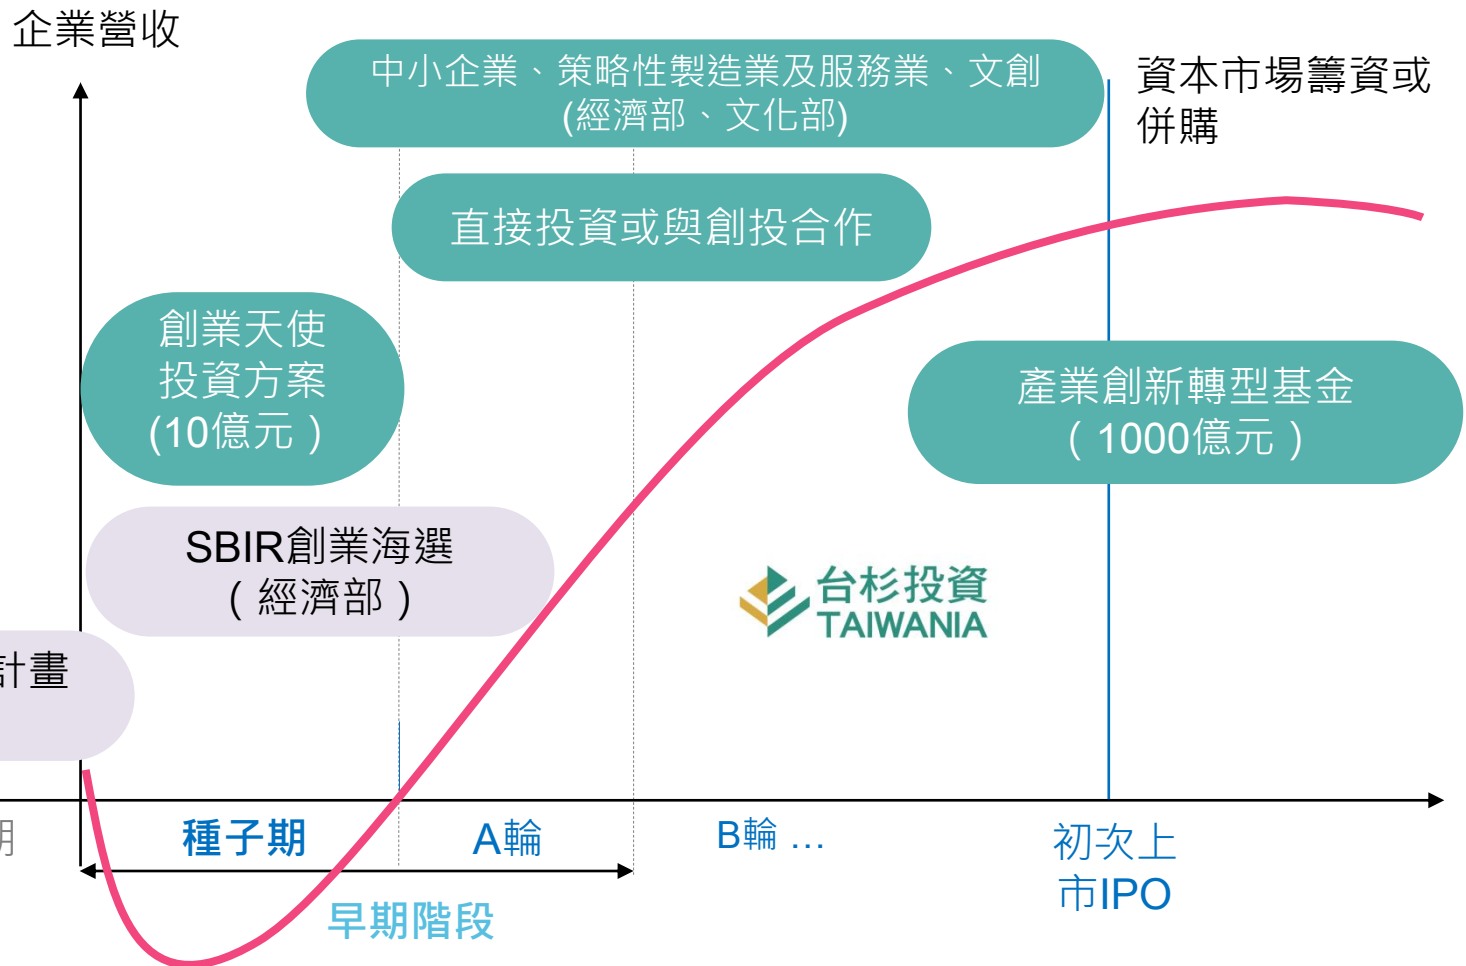 企業營收
中小企業、策略性製造業及服務業、文創
(經濟部、文化部)
資本市場籌資或
併購
直接投資或與創投合作
創業天使
投資方案
(10億元)
產業創新轉型基金
(1000億元)
SBIR創業海選
(經濟部)
台杉投資
TAIWANIA
計畫
期
種子期
A輪
B輪 ...
初次上
市IPO
早期階段